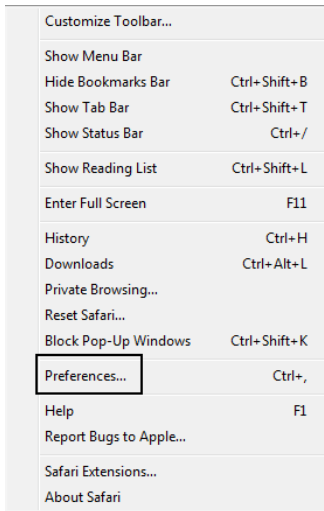 Customize Toolbar...
Show Menu Bar
Hide Bookmarks Bar Ctrl+Shift+B
Show Tab Bar Ctrl+Shift+T
Show Status Bar Ctrl+/
Show Reading List Ctrl+Shift+L
Enter Full Screen F11
History Ctrl+H
Downloads Ctrl+Alt+L
Private Browsing...
Reset Safari...
Block Pop-Up Windows Ctrl+Shift+K
Preferences... Ctrl+,
Help F1
Report Bugs to Apple...
Safari Extensions...
About Safari